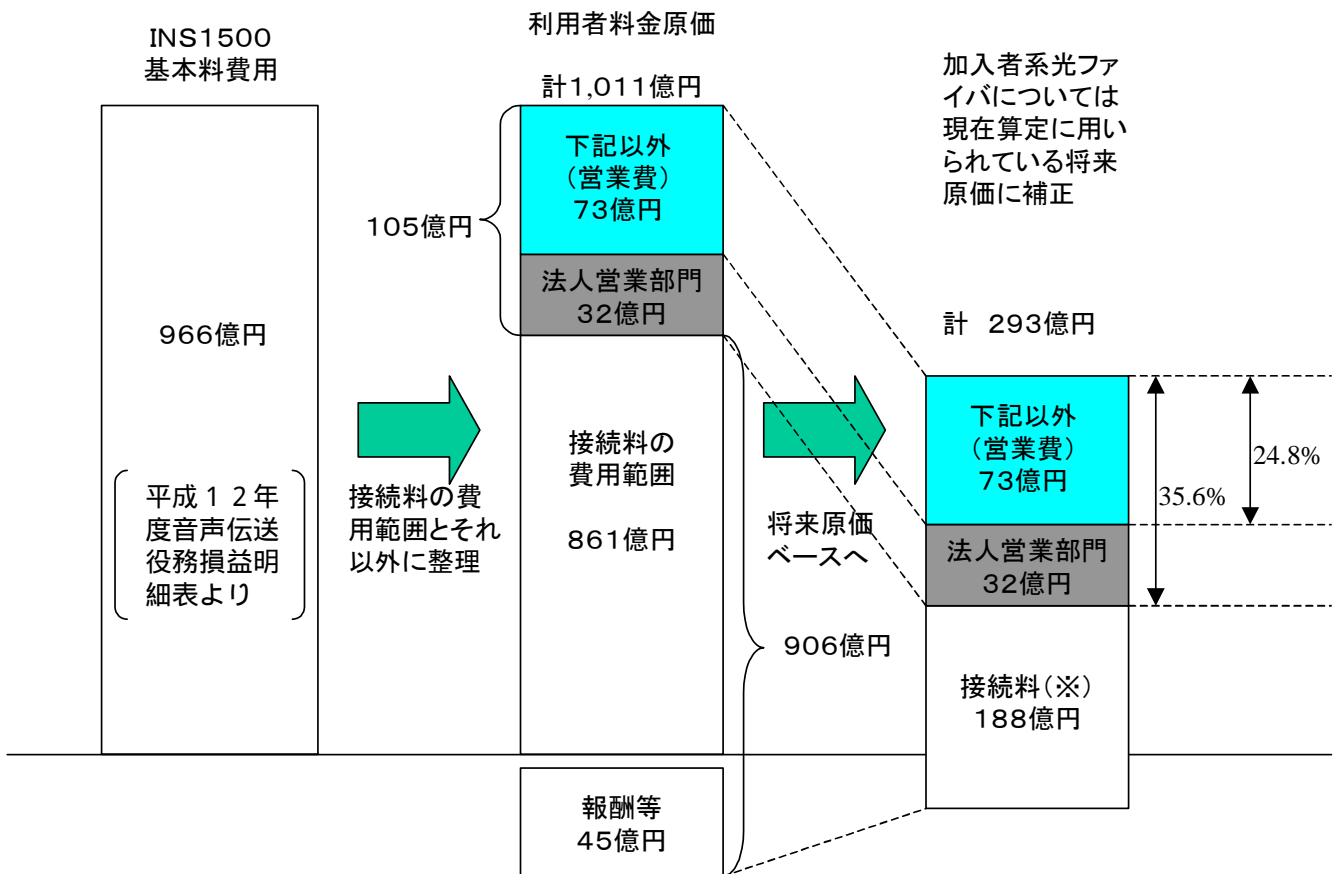 INS1500
基本料費用
966億円
平成12年
度音声伝送
役務損益明
細表より
接続料の費
用範囲とそれ
以外に整理
利用者料金原価
計1,011億円
105億円
下記以外
(営業費)
73億円
法人営業部門
32億円
接続料の
費用範囲
861億円
906億円
報酬等
45億円
将来原価
ベースへ
加入者系光ファ
イバについては
現在算定に用い
られている将来
原価に補正
計 293億円
下記以外
(営業費)
73億円
法人営業部門
32億円
接続料(※)
188億円
35.6%
24.8%